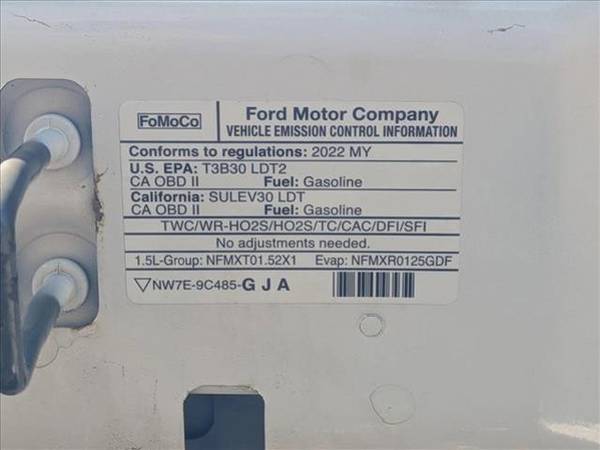 FoMoCo
Ford Motor Company
VEHICLE EMISSION CONTROL INFORMATION
Conforms to regulations: 2022 MY
U.S. EPA: T3B30 LDT2
CA OBD II Fuel: Gasoline
California: SULEV30 LDT
CA OBD II Fuel: Gasoline
TWC/WR-HO2S/HO2S/TC/CAC/DFI/SFI
No adjustments needed.
1.5L-Group: NFMXT01.52X1 Evap: NFMXR0125GDF
▽NW7E-9C485-G J A